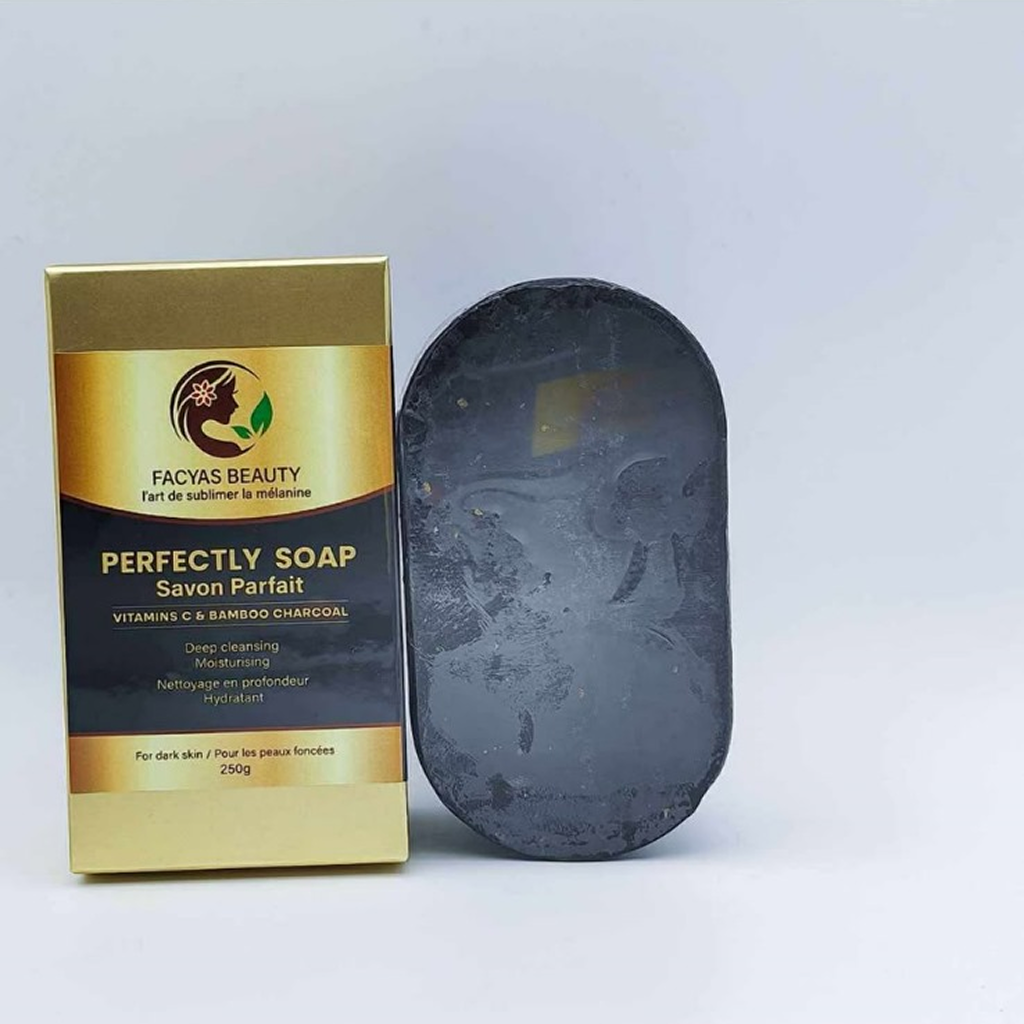 FACYAS BEAUTY
l'art de sublimer la mélanine
PERFECTLY SOAP
Savon Parfait
VITAMINS C & BAMBOO CHARCOAL
Deep cleansing
Moisturising
Nettoyage en profondeur
Hydratant
For dark skin / Pour les peaux foncées
250g